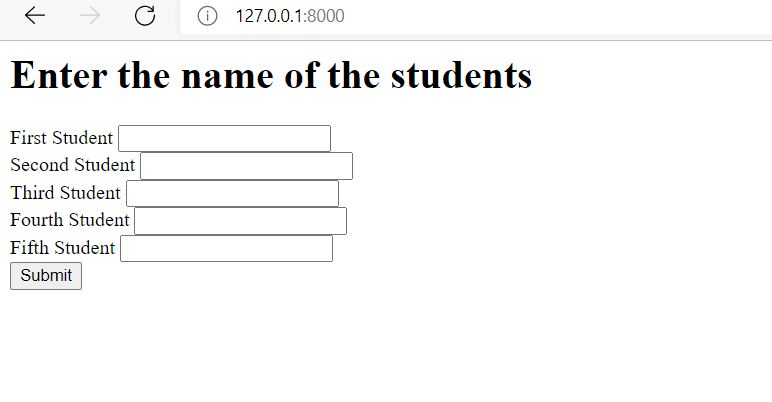 127.0.0.1:8000
Enter the name of the students
First Student
Second Student
Third Student
Fourth Student
Fifth Student
Submit